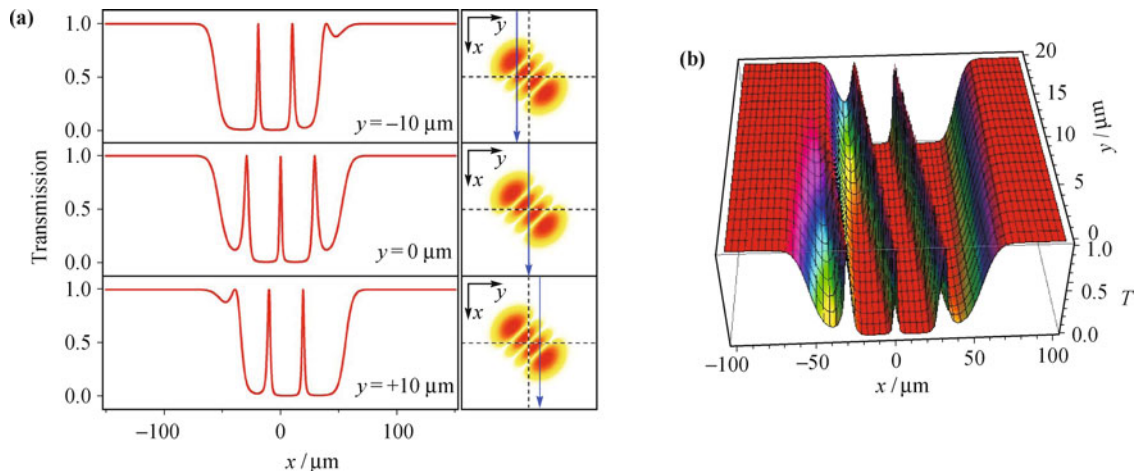 (a)
Transmission
1.0
0.5
0.0
y = −10 μm
y
x
1.0
0.5
0.0
y = 0 μm
y
x
1.0
0.5
0.0
y = +10 μm
y
x
−100
0
100
x / μm
(b)
20
15
10
5
0
y / μm
1.0
0.5
0.0
T
−100
−50
0
50
100
x / μm